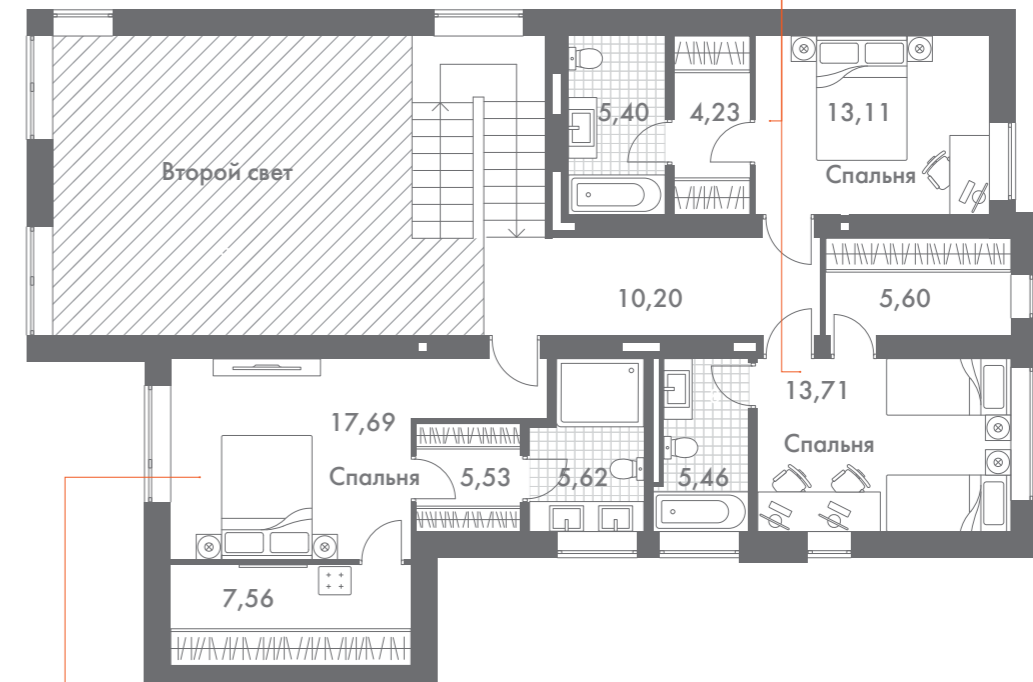 5,40
4,23
13,11
Второй свет
Спальня
10,20
5,60
13,71
17,69
Спальня
Спальня
5,53
5,62
5,46
7,56